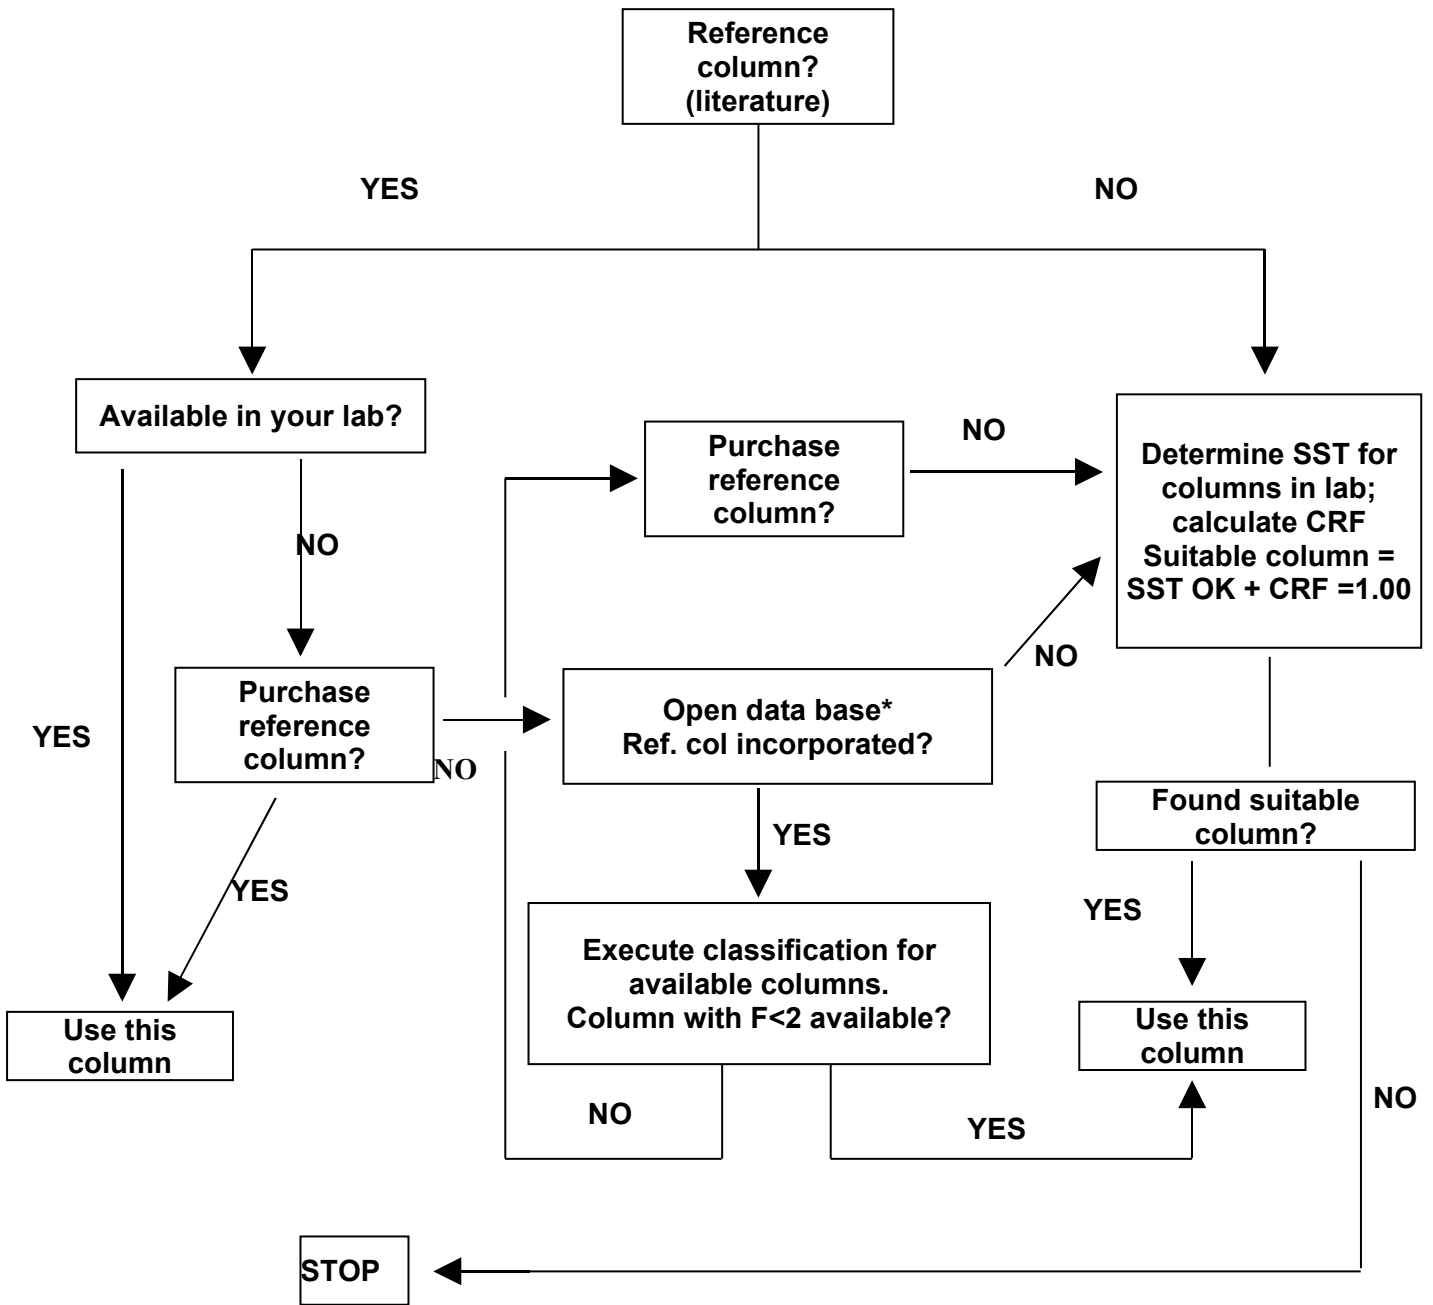 Reference
column?
(literature)
YES
NO
Available in your lab?
Purchase
reference
column?
NO
Determine SST for
columns in lab;
calculate CRF
Suitable column =
SST OK + CRF =1.00
NO
NO
Purchase
reference
column?
NO
Open data base*
Ref. col incorporated?
YES
YES
Found suitable
column?
YES
YES
Execute classification for
available columns.
Column with F<2 available?
YES
Use this
column
Use this
column
NO
YES
NO
STOP